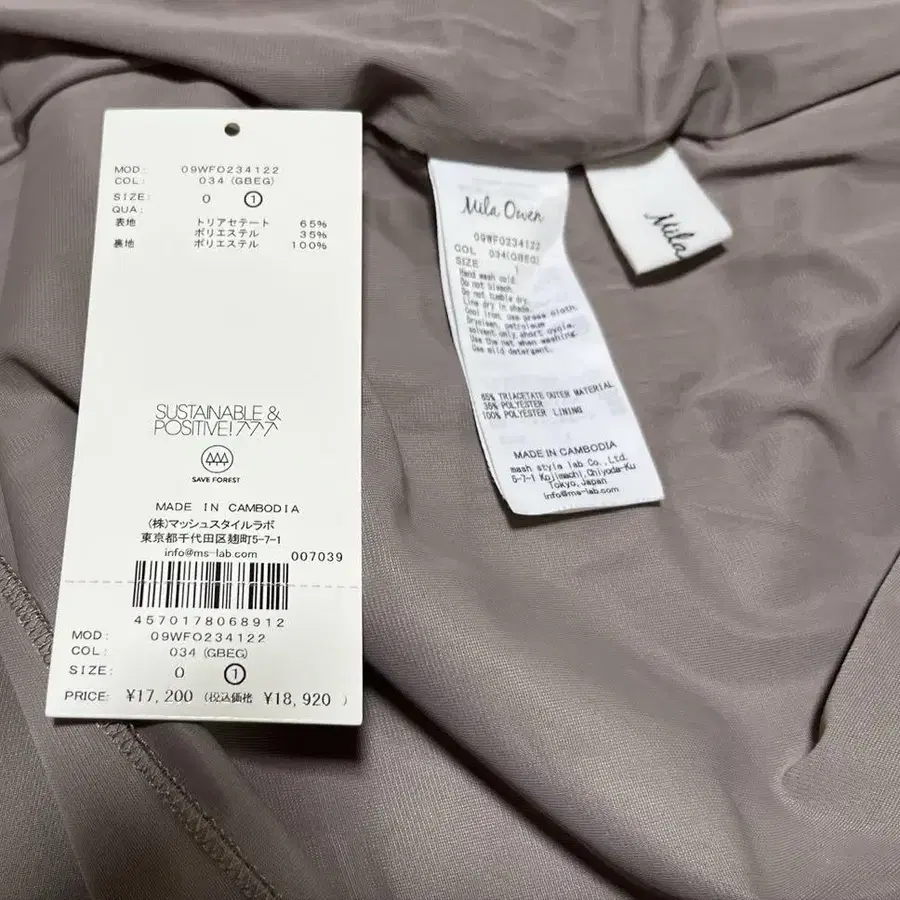 MOD: 09WFO234122
COL: 034 (GBEG)
SIZE: 0 1
QUA:
表地 トリアセテート 65%
ポリエステル 35%
裏地 ポリエステル 100%
SUSTAINABLE &
POSITIVE!
SAVE FOREST
MADE IN CAMBODIA
(株)マッシュスタイルラボ
東京都千代田区麹町5-7-1
info@ms-lab.com
007039
4570178068912
MOD: 09WFO234122
COL: 034 (GBEG)
SIZE: 0 1
PRICE: ¥17,200 (税込価格 ¥18,920 )
Mila Owen
09WFO234122
COL 034(GBEG)
SIZE 1
Hand wash cold.
Do not bleach.
Do not tumble dry.
Line dry in shade.
Cool iron, use press cloth.
Dryclean, petroleum
solvent only short cycle.
Use the net when washing.
Use mild detergent.
65% TRIACETATE OUTER MATERIAL
35% POLYESTER
100% POLYESTER LINING
MADE IN CAMBODIA
mash style lab Co., Ltd.
5-7-1 Kojimachi, Chiyoda-Ku
Tokyo, Japan
info@ms-lab.com
Mila